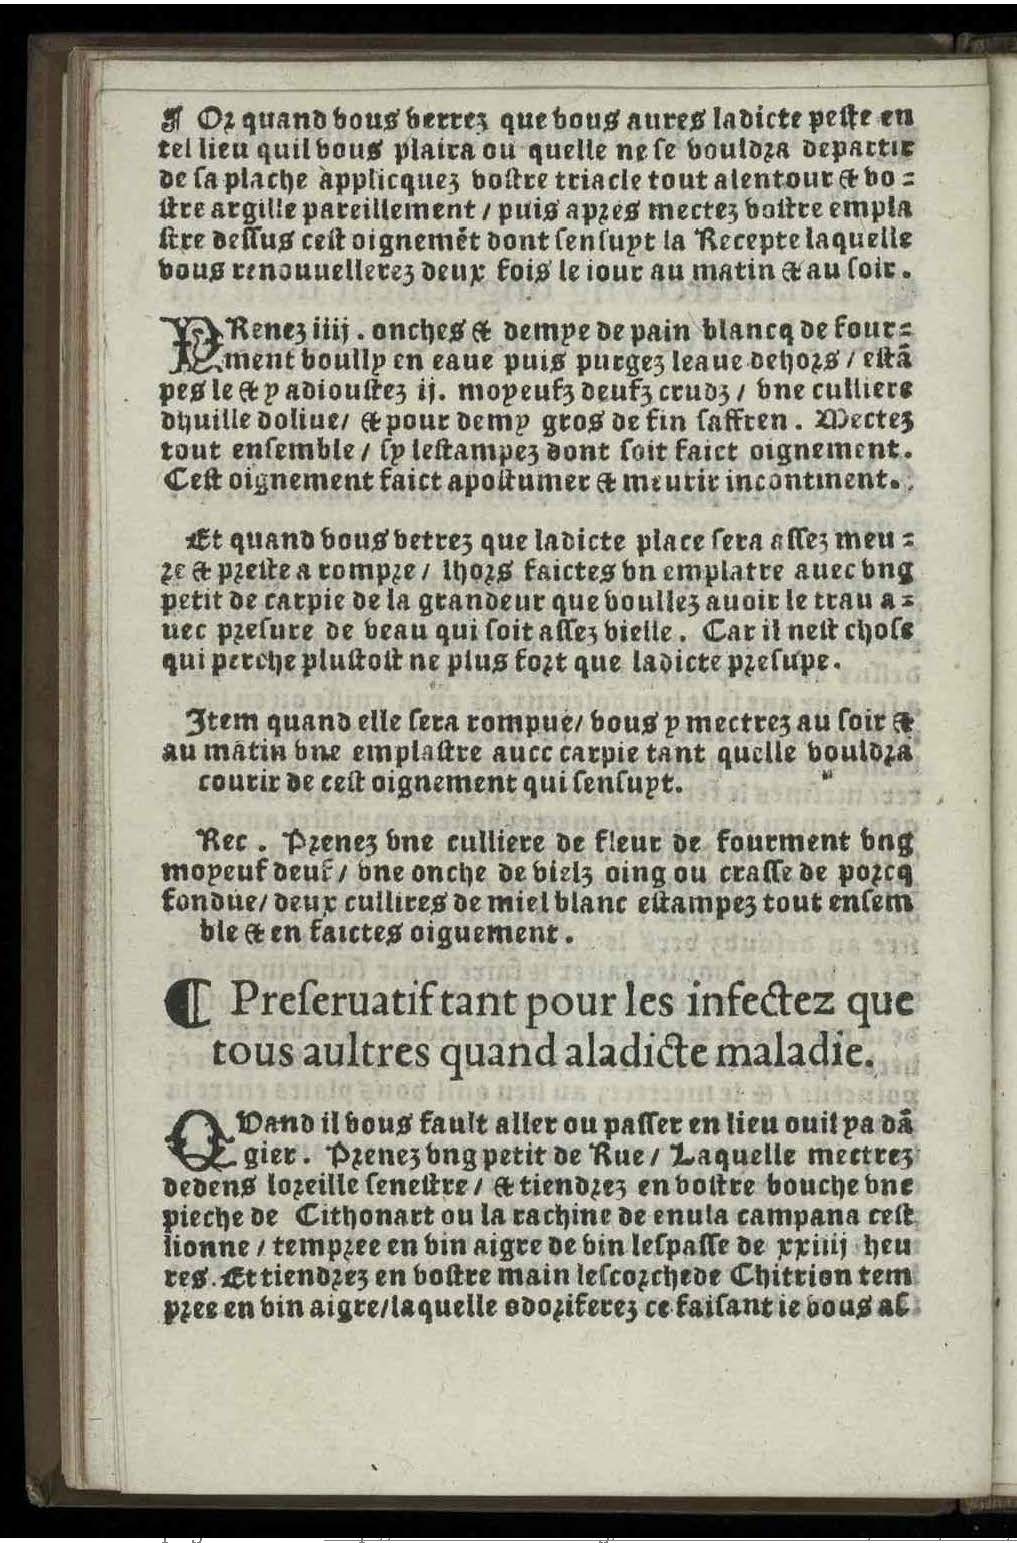 ¶ Or quand vous verrez que vous aures ladicte peste en
tel lieu quil vous plaira ou quelle ne se vouldra departir
de sa plache applicquez vostre triacle tout alentour & vo=
stre argille pareillement / puis apres mectez vostre empla
stre dessus cest oignemēt dont sensuyt la Recepte laquelle
vous renouuellerez deux fois le iour au matin & au soir.
PRenez iiij. onches & demye de pain blancq de four=
ment boully en eaue puis purgez leaue dehors / estā
pes le & y adioustez ij. moyeufz deufz crudz / vne culliere
dhuille doliue / & pour demy gros de fin saffren. Mectez
tout ensemble / sy lestampez dont soit faict oignement.
Cest oignement faict apostumer & meurir incontinent.
Et quand vous verrez que ladicte place sera assez meu=
re & preste a rompre / lhors faictes vn emplatre auec vng
petit de carpie de la grandeur que voullez auoir le trau a=
uec presure de veau qui soit assez vielle. Car il nest chose
qui perche plustost ne plus fort que ladicte presupe.
Item quand elle sera rompue / vous y mectrez au soir &
au matin vne emplastre auec carpie tant quelle vouldra
courir de cest oignement qui sensuyt.
Rec. Prenez vne culliere de fleur de fourment vng
moyeuf deuf / vne onche de vielz oing ou crasse de porcq
fondue / deux cullires de miel blanc estampez tout ensem
ble & en faictes oiguement.
¶ Preseruatif tant pour les infectez que
tous aultres quand aladicte maladie.
QVand il vous fault aller ou passer en lieu ouil ya dā
gier. Prenez vng petit de Rue / Laquelle mectrez
dedens loreille senestre / & tiendrez en vostre bouche vne
pieche de Cithonart ou la rachine de enula campana cest
lionne / tempree en vin aigre de vin lespasse de xxiiij heu
res. Et tiendrez en vostre main lescorchede Chitrion tem
pree en vin aigre / laquelle odoriferez ce faisant ie vous as